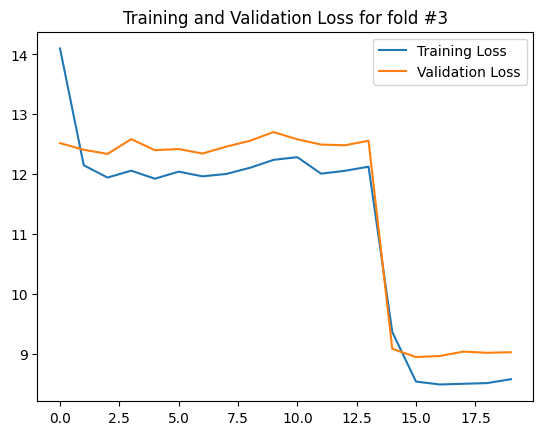 Training and Validation Loss for fold #3
Training Loss
Validation Loss
14
13
12
11
10
9
0.0 2.5 5.0 7.5 10.0 12.5 15.0 17.5